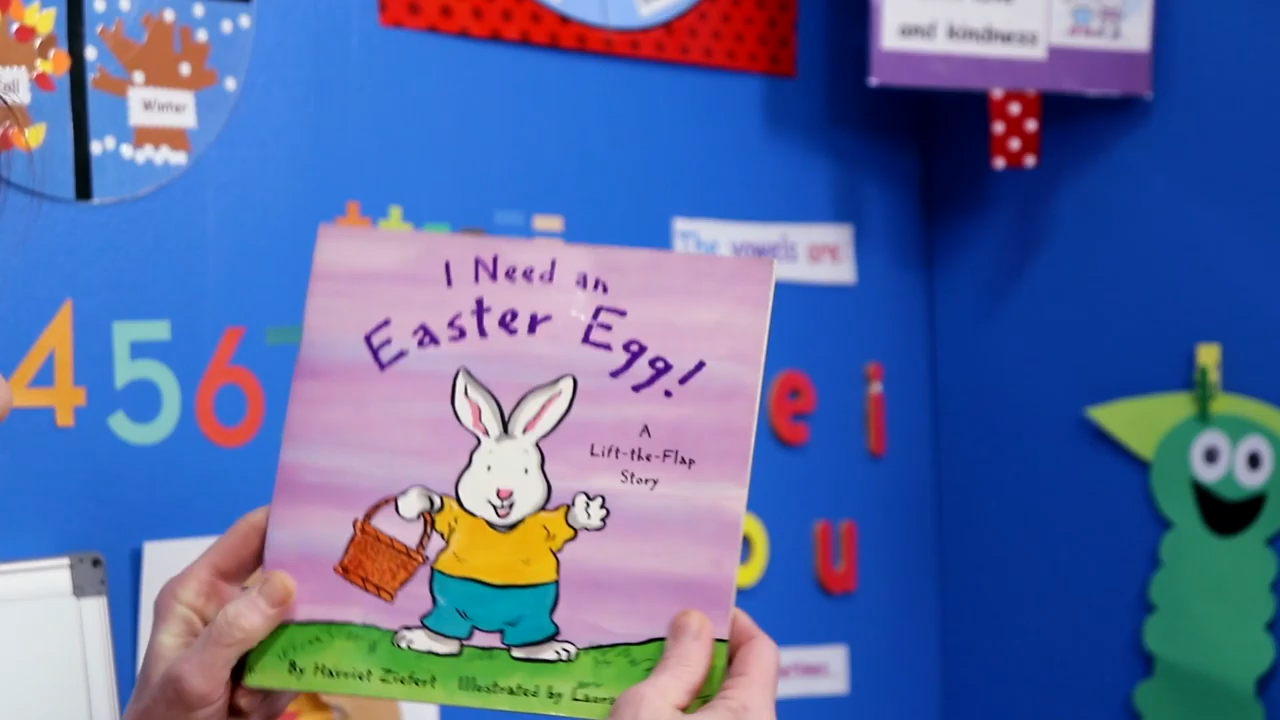 and kindness
Winter
The vowels are:
4 5 6
I Need an
Easter Egg!
A
Lift-the-Flap
Story
e i
u
By Harriet Ziefert Illustrated by Laura